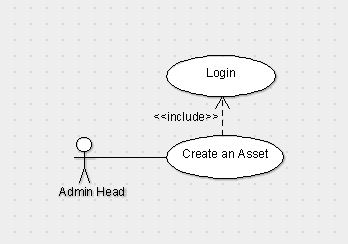 Login
<<include>>
Create an Asset
Admin Head